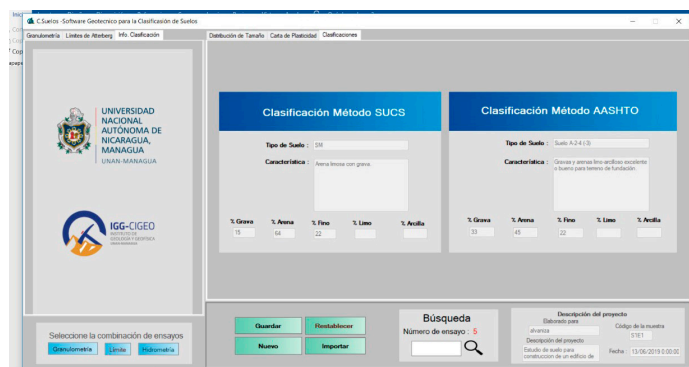 C.Suelos -Software Geotecnico para la Clasificación de Suelos
Granulometría Límites de Atterberg Info. Clasificación
Distribución de Tamaño Carta de Plasticidad Clasificaciones
UNIVERSIDAD
NACIONAL
AUTÓNOMA DE
NICARAGUA,
MANAGUA
UNAN-MANAGUA
IGG-CIGEO
INSTITUTO DE
GEOLOGÍA Y GEOFÍSICA
Clasificación Método SUCS
Tipo de Suelo : SM
Característica : Arena limosa con grava.
% Grava % Arena % Fino % Limo % Arcilla
15 64 22
Clasificación Método AASHTO
Tipo de Suelo : Suelo A-2-4 (-3)
Característica : Gravas y arenas limo-arcillosas excelente
o bueno para terreno de fundación.
% Grava % Arena % Fino % Limo % Arcilla
33 45 22
Seleccione la combinación de ensayos
Granulometría Límite Hidrometría
Guardar Restablecer
Nuevo Importar
Búsqueda
Número de ensayo : 5
Descripción del proyecto
Elaborado para
alvaniza
Código de la muestra
S1E1
Descripción del proyecto
Estudio de suelo para
construccion de un edificio de
Fecha : 13/06/2019 0:00:00